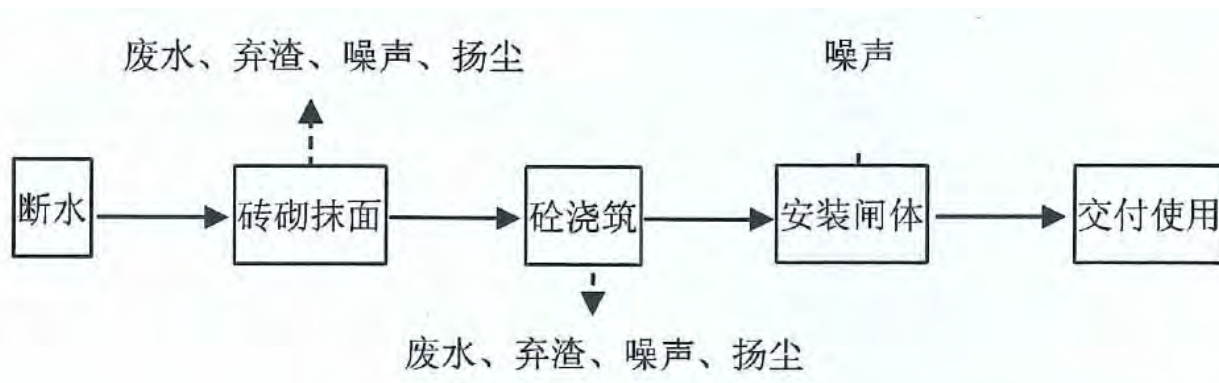 废水、弃渣、噪声、扬尘
噪声
断水
砖砌抹面
砼浇筑
安装闸体
交付使用
废水、弃渣、噪声、扬尘